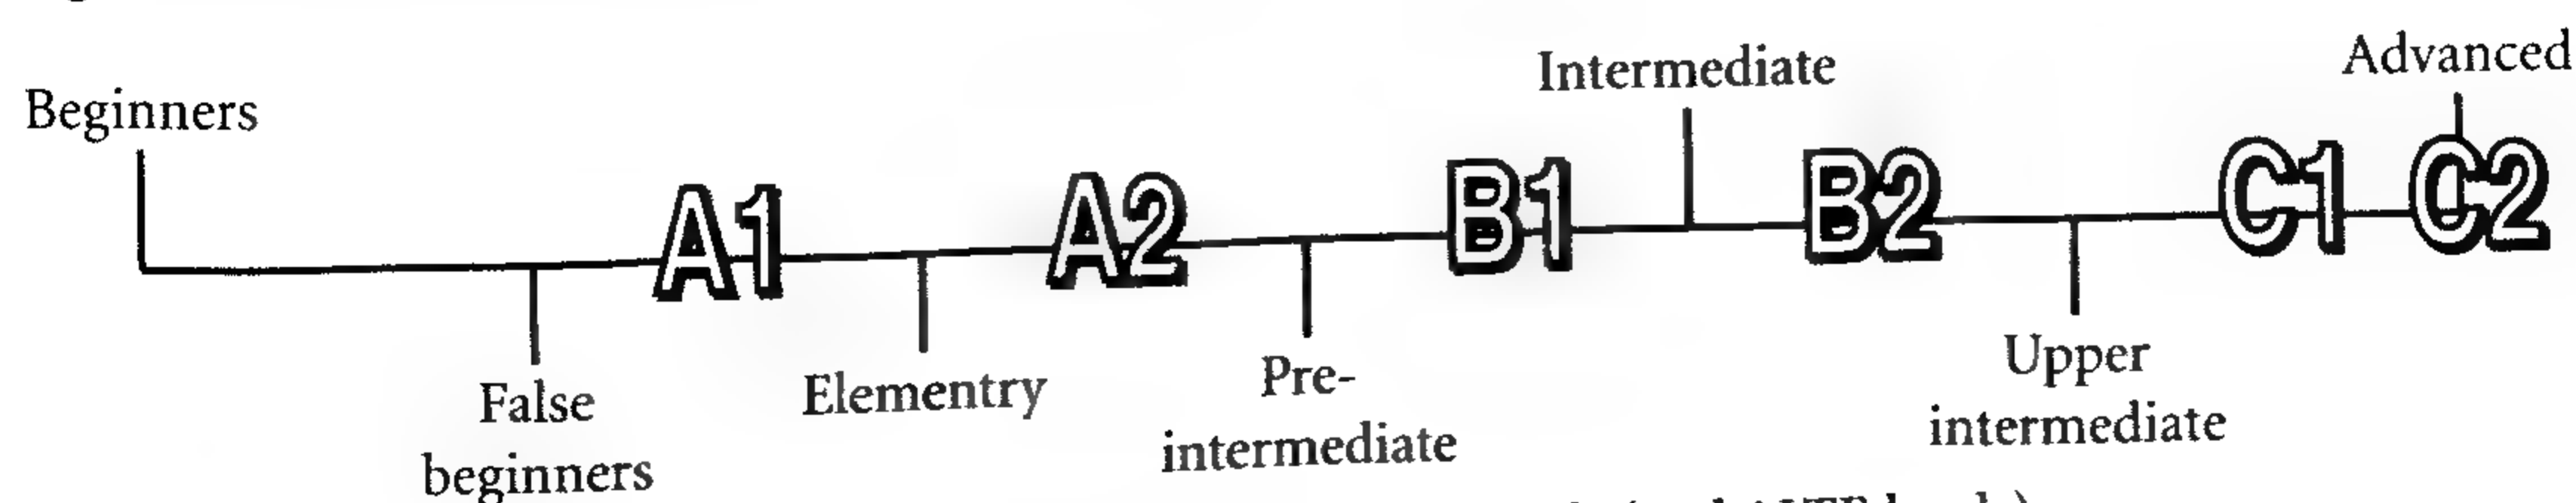 Beginners
Intermediate
Advanced
A1
A2
B1
B2
C1
C2
False
beginners
Elementry
Pre-
intermediate
Upper
intermediate